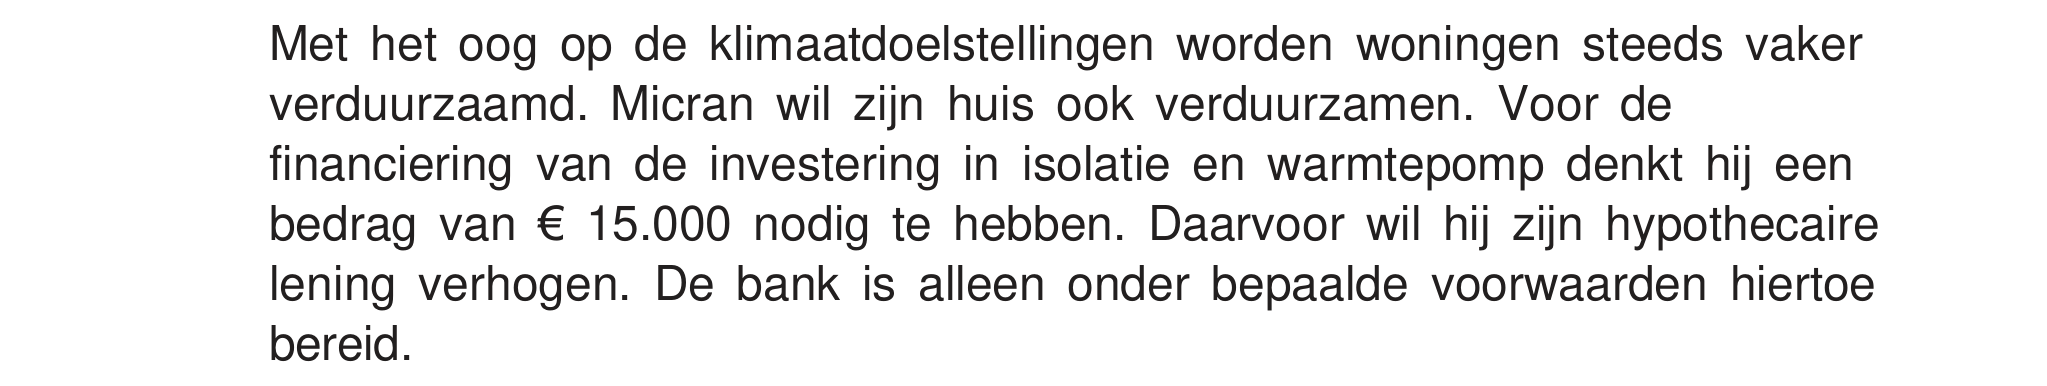 Met het oog op de klimaatdoelstellingen worden woningen steeds vaker
verduurzaamd. Micran wil zijn huis ook verduurzamen. Voor de
financiering van de investering in isolatie en warmtepomp denkt hij een
bedrag van € 15.000 nodig te hebben. Daarvoor wil hij zijn hypothecaire
lening verhogen. De bank is alleen onder bepaalde voorwaarden hiertoe
bereid.